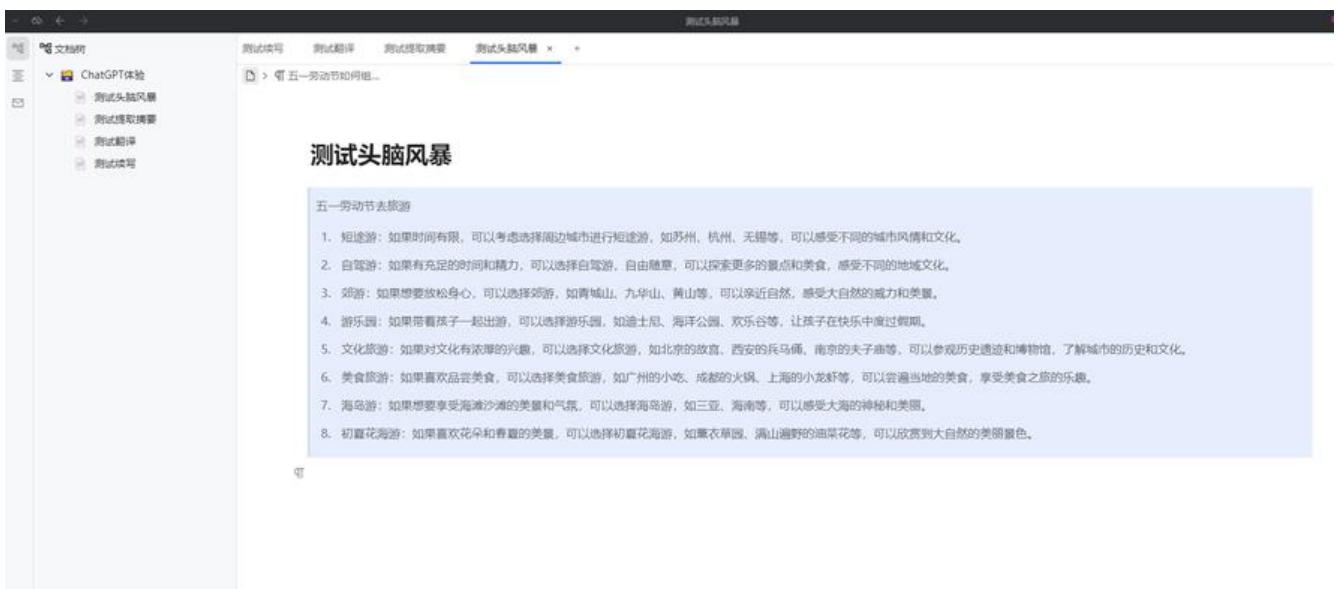 测试头脑风暴
文档树
测试续写 测试翻译 测试提取摘要 测试头脑风暴 × +
ChatGPT体验
五一劳动节如何组...
测试头脑风暴
测试提取摘要
测试翻译
测试续写
测试头脑风暴
五一劳动节去旅游
1. 短途游：如果时间有限，可以考虑选择周边城市进行短途游，如苏州、杭州、无锡等，可以感受不同的城市风情和文化。
2. 自驾游：如果有充足的时间和精力，可以选择自驾游，自由随意，可以探索更多的景点和美食，感受不同的地域文化。
3. 郊游：如果想要放松身心，可以选择郊游，如青城山、九华山、黄山等，可以亲近自然，感受大自然的威力和美景。
4. 游乐园：如果带着孩子一起出游，可以选择游乐园，如迪士尼、海洋公园、欢乐谷等，让孩子在快乐中度过假期。
5. 文化旅游：如果对文化有浓厚的兴趣，可以选择文化旅游，如北京的故宫、西安的兵马俑、南京的夫子庙等，可以参观历史遗迹和博物馆，了解城市的历史和文化。
6. 美食旅游：如果喜欢品尝美食，可以选择美食旅游，如广州的小吃、成都的火锅、上海的小龙虾等，可以尝遍当地的美食，享受美食之旅的乐趣。
7. 海岛游：如果想要享受海滩沙滩的美景和气氛，可以选择海岛游，如三亚、海南等，可以感受大海的神秘和美丽。
8. 初夏花海游：如果喜欢花朵和春夏的美景，可以选择初夏花海游，如薰衣草园、满山遍野的油菜花等，可以欣赏到大自然的美丽景色。